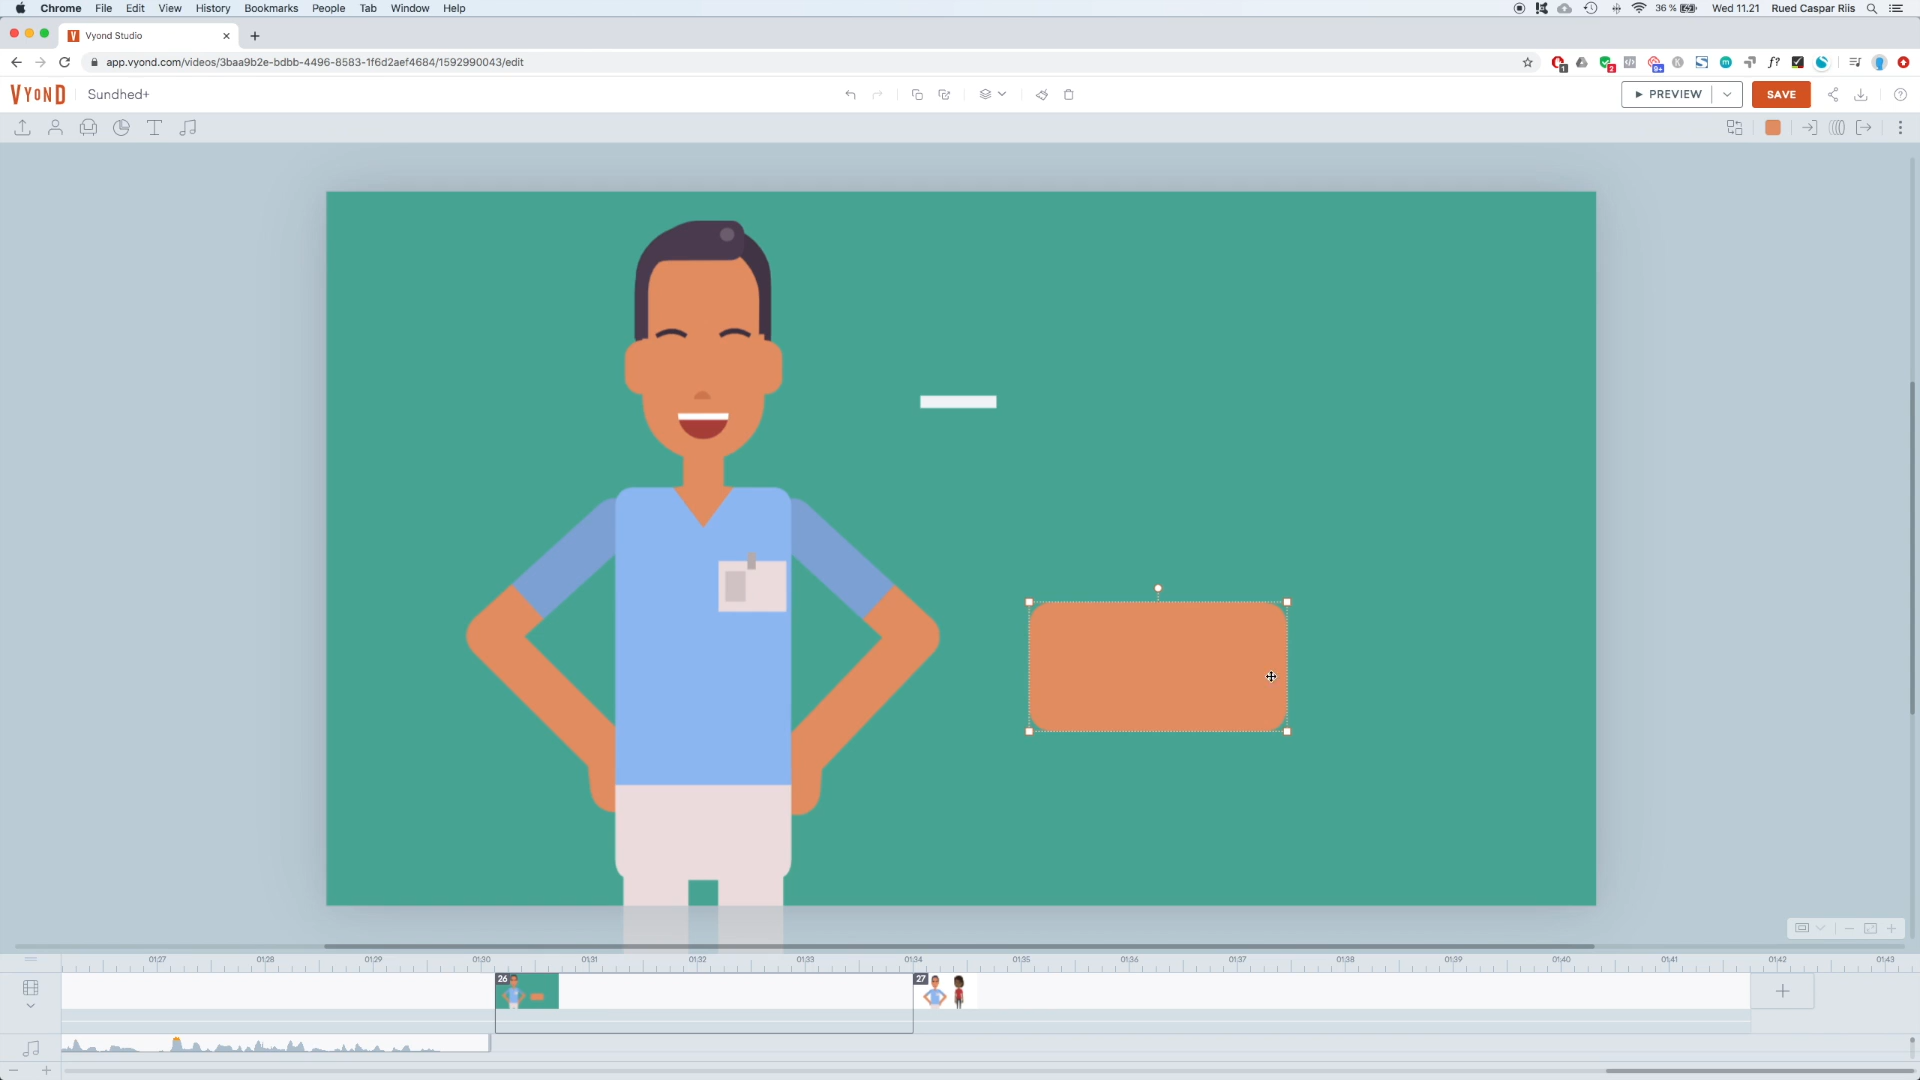 Chrome File Edit View History Bookmarks People Tab Window Help
36 % Wed 11.21 Rued Caspar Riis
Vyond Studio
app.vyond.com/videos/3baa9b2e-bdbb-4496-8583-1f6d2aef4684/1592990043/edit
1
2
9+
f?
VYOND Sundhed+
PREVIEW SAVE
01:27 01:28 01:29 01:30 01:31 01:32 01:33 01:34 01:35 01:36 01:37 01:38 01:39 01:40 01:41 01:42 01:43
26 27